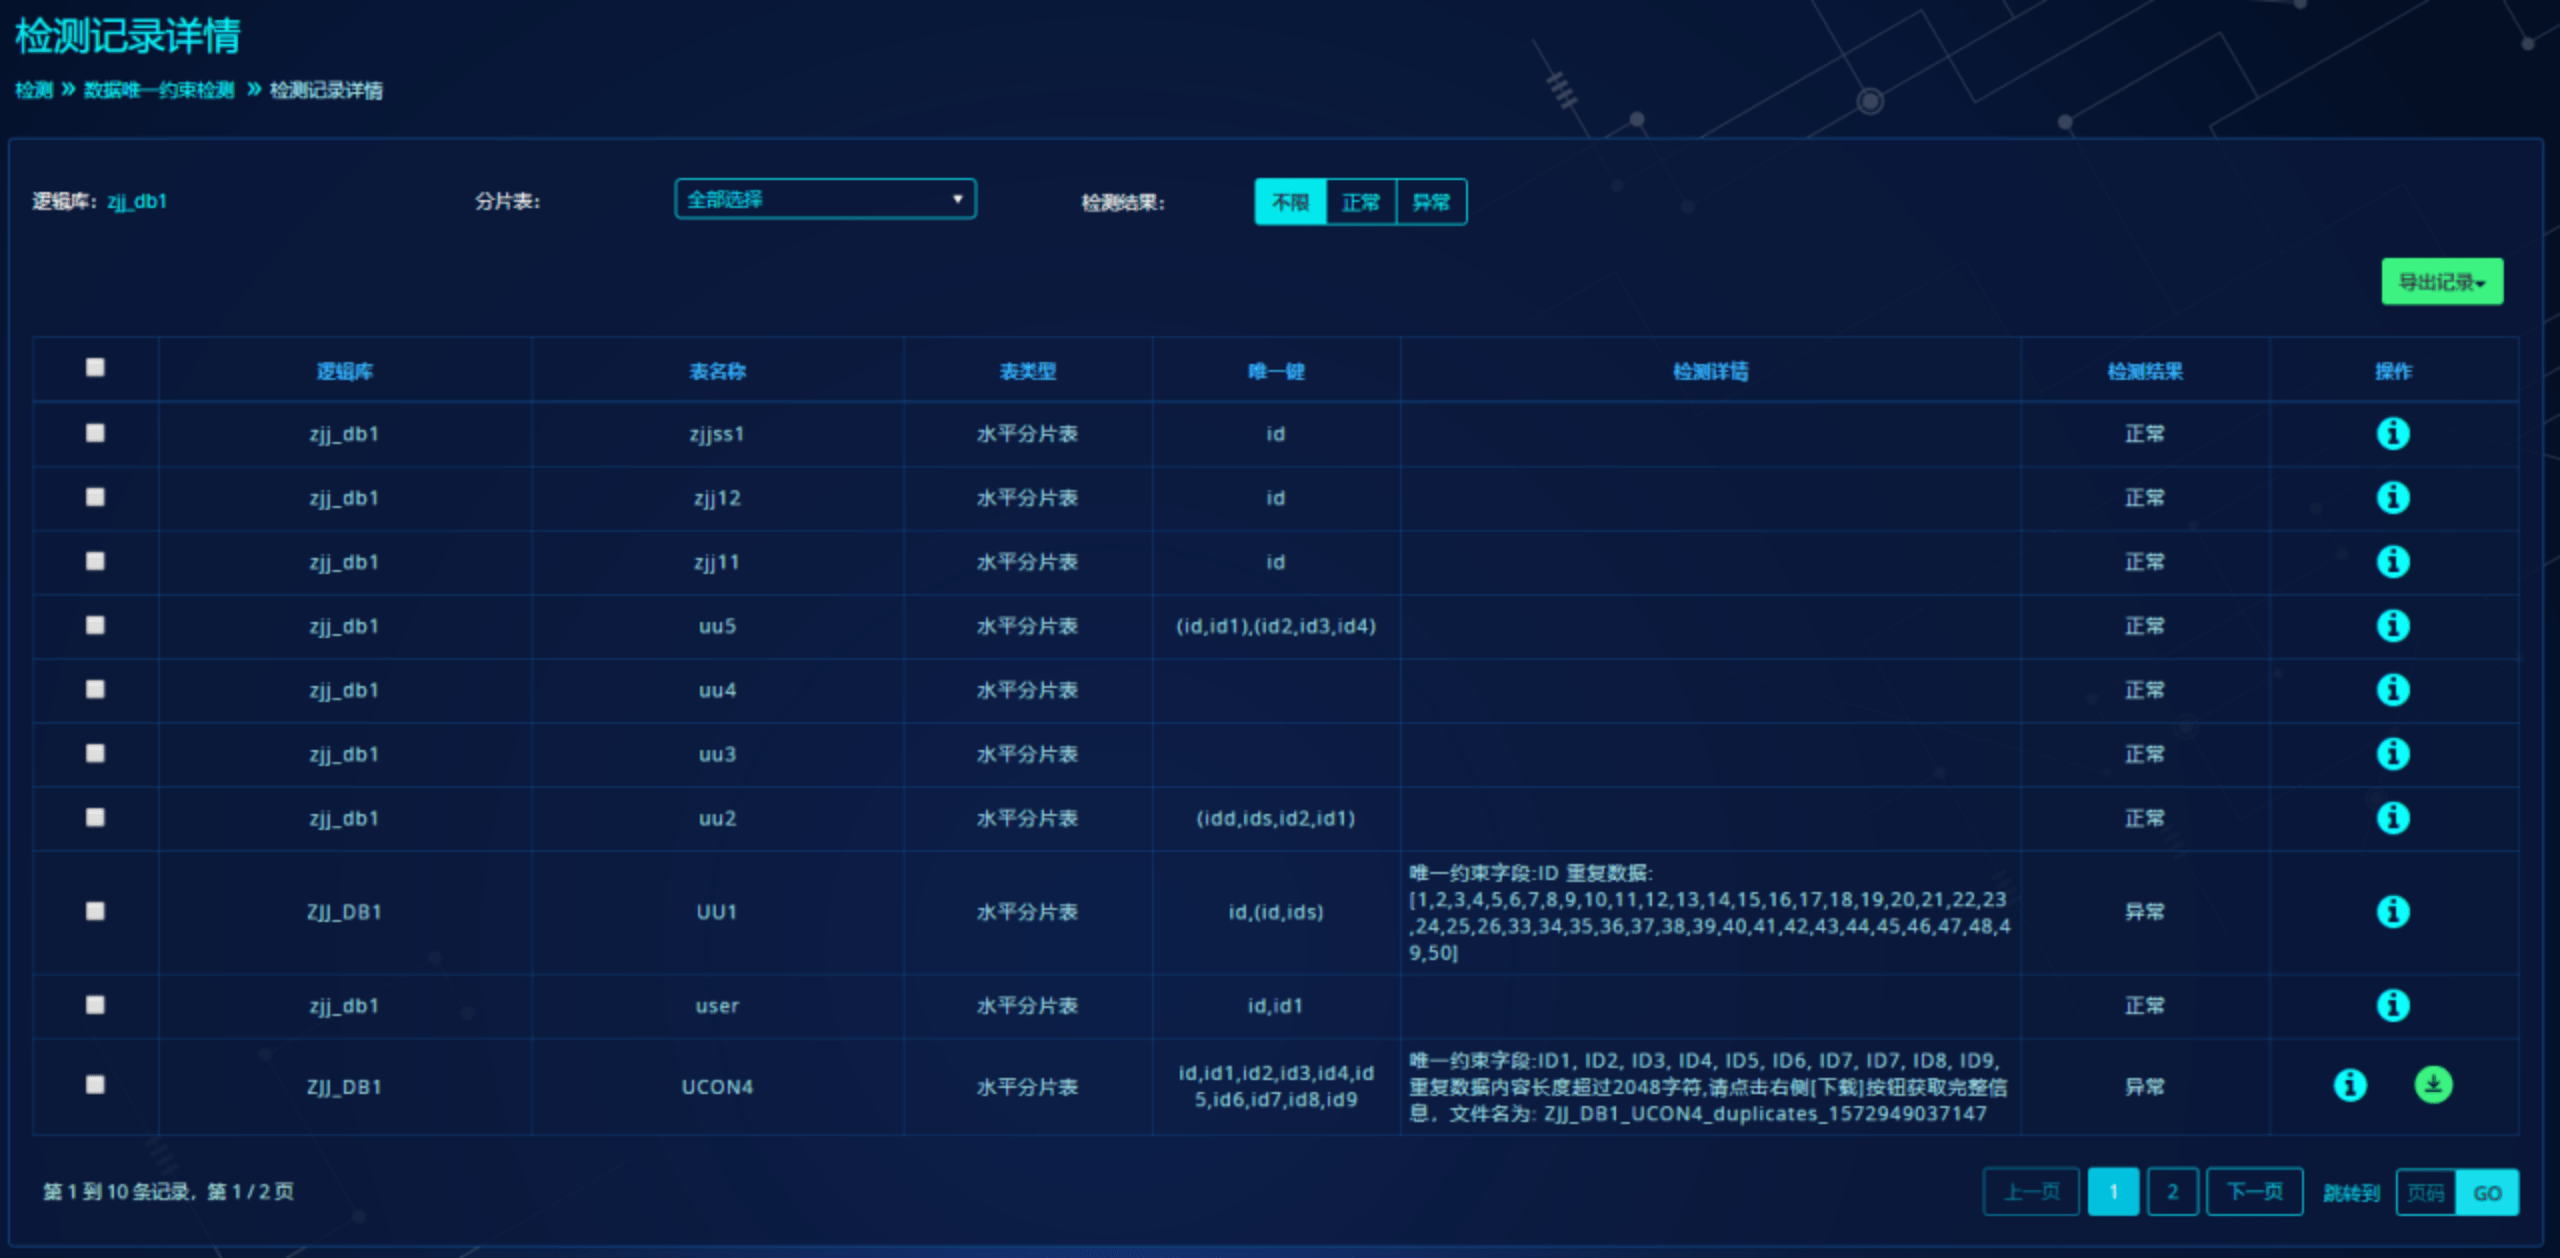 检测记录详情
检测 » 数据唯一约束检测 » 检测记录详情
逻辑库: zjj_db1 分片表: 全部选择 检测结果: 不限 正常 异常
导出记录
逻辑库 表名称 表类型 唯一键 检测详情 检测结果 操作
zjj_db1 zjjss1 水平分片表 id 正常
zjj_db1 zjj12 水平分片表 id 正常
zjj_db1 zjj11 水平分片表 id 正常
zjj_db1 uu5 水平分片表 (id,id1),(id2,id3,id4) 正常
zjj_db1 uu4 水平分片表 正常
zjj_db1 uu3 水平分片表 正常
zjj_db1 uu2 水平分片表 (idd,ids,id2,id1) 正常
ZJJ_DB1 UU1 水平分片表 id,(id,ids) 唯一约束字段:ID 重复数据:
[1,2,3,4,5,6,7,8,9,10,11,12,13,14,15,16,17,18,19,20,21,22,23
,24,25,26,33,34,35,36,37,38,39,40,41,42,43,44,45,46,47,48,4
9,50] 异常
zjj_db1 user 水平分片表 id,id1 正常
ZJJ_DB1 UCON4 水平分片表 id,id1,id2,id3,id4,id
5,id6,id7,id8,id9
唯一约束字段:ID1, ID2, ID3, ID4, ID5, ID6, ID7, ID7, ID8, ID9,
重复数据内容长度超过2048字符,请点击右侧[下载]按钮获取完整信
息，文件名为: ZJJ_DB1_UCON4_duplicates_1572949037147 异常
第 1 到 10 条记录，第 1 / 2 页 上一页 1 2 下一页 跳转到 页码 GO